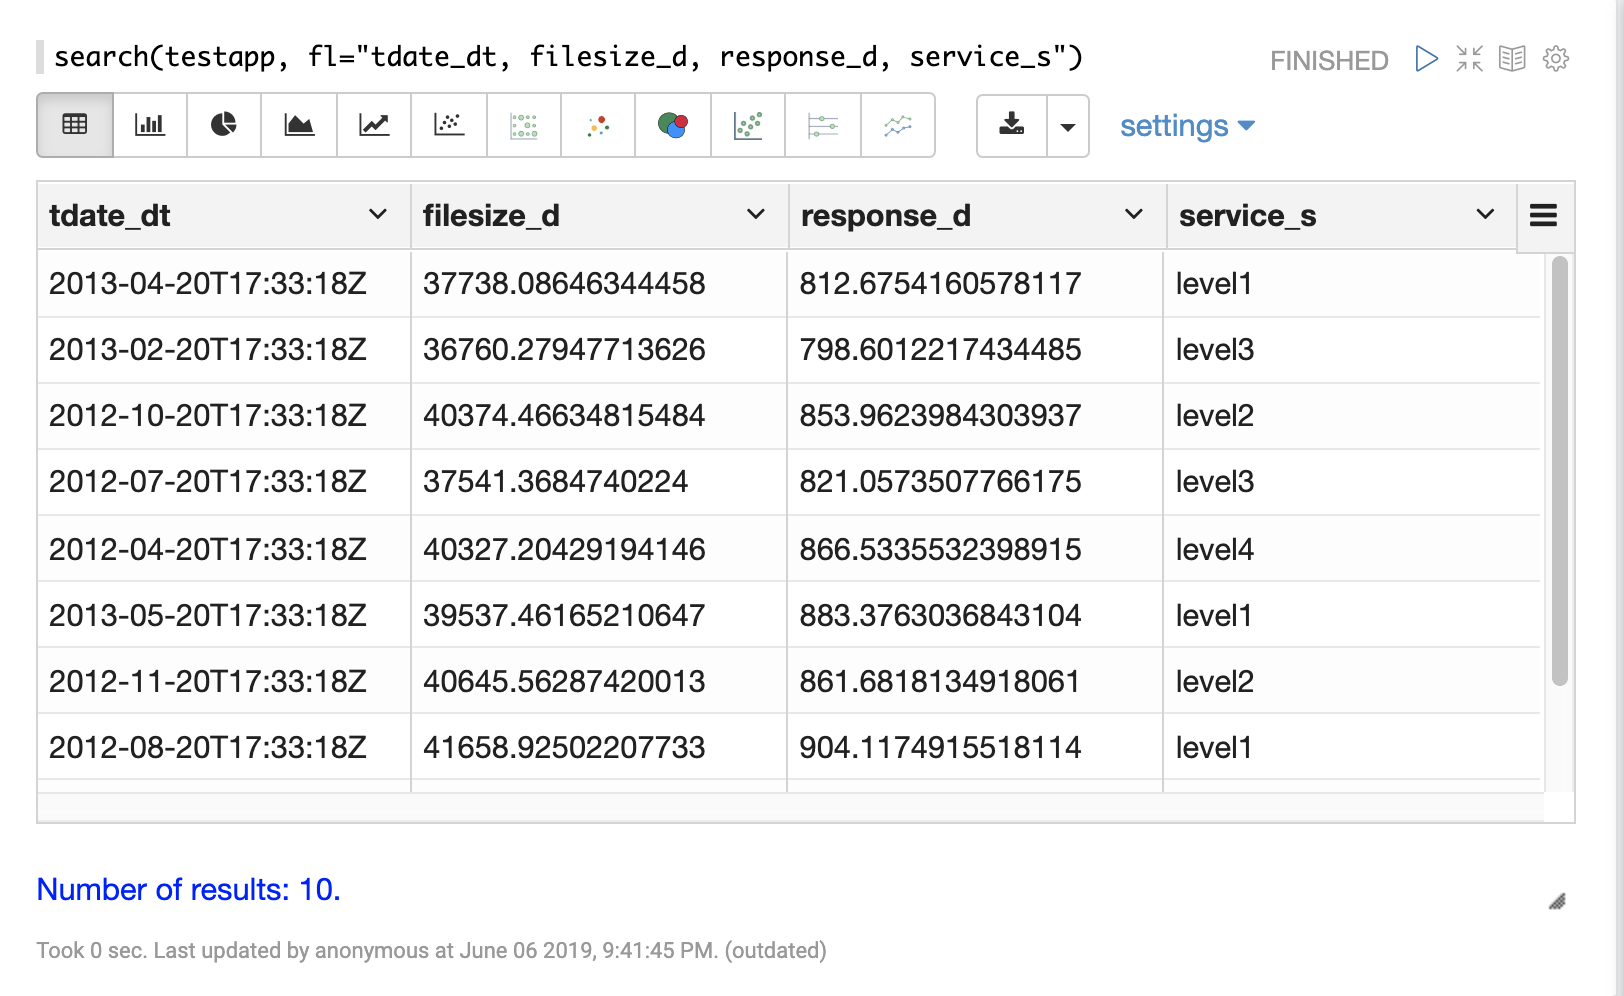 search(testapp, fl="tdate_dt, filesize_d, response_d, service_s")
FINISHED
settings
tdate_dt filesize_d response_d service_s
2013-04-20T17:33:18Z 37738.08646344458 812.6754160578117 level1
2013-02-20T17:33:18Z 36760.27947713626 798.6012217434485 level3
2012-10-20T17:33:18Z 40374.46634815484 853.9623984303937 level2
2012-07-20T17:33:18Z 37541.3684740224 821.0573507766175 level3
2012-04-20T17:33:18Z 40327.20429194146 866.5335532398915 level4
2013-05-20T17:33:18Z 39537.46165210647 883.3763036843104 level1
2012-11-20T17:33:18Z 40645.56287420013 861.6818134918061 level2
2012-08-20T17:33:18Z 41658.92502207733 904.1174915518114 level1
Number of results: 10.
Took 0 sec. Last updated by anonymous at June 06 2019, 9:41:45 PM. (outdated)